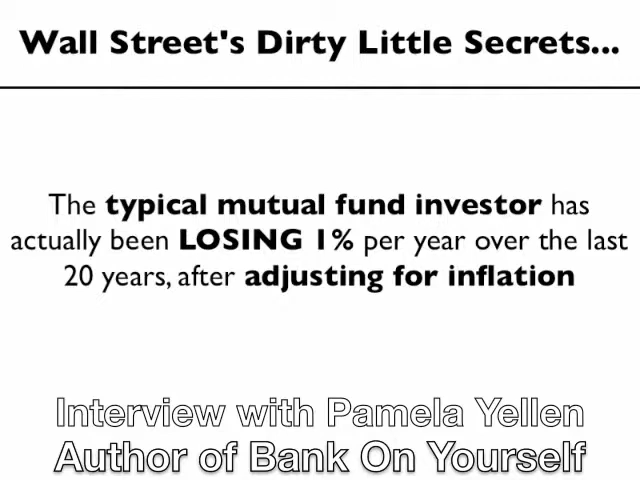 Wall Street's Dirty Little Secrets...
The typical mutual fund investor has
actually been LOSING 1% per year over the last
20 years, after adjusting for inflation
Interview with Pamela Yellen
Author of Bank On Yourself